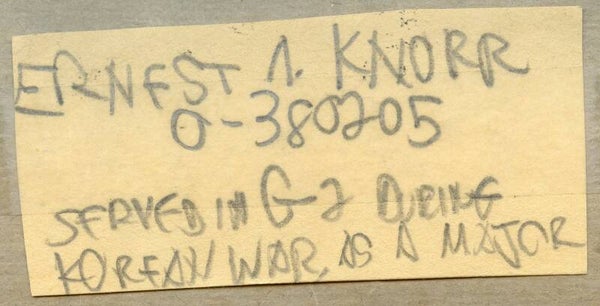 ERNEST A. KNORR
O-380205
SERVED IN G-2 DURING
KOREAN WAR, AS A MAJOR